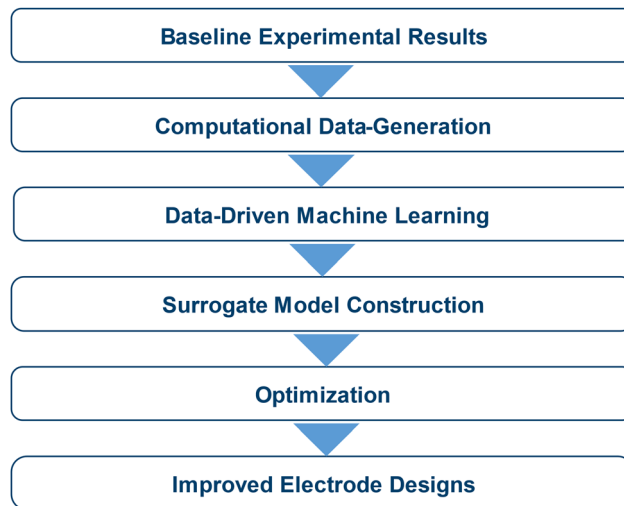 Baseline Experimental Results
Computational Data-Generation
Data-Driven Machine Learning
Surrogate Model Construction
Optimization
Improved Electrode Designs